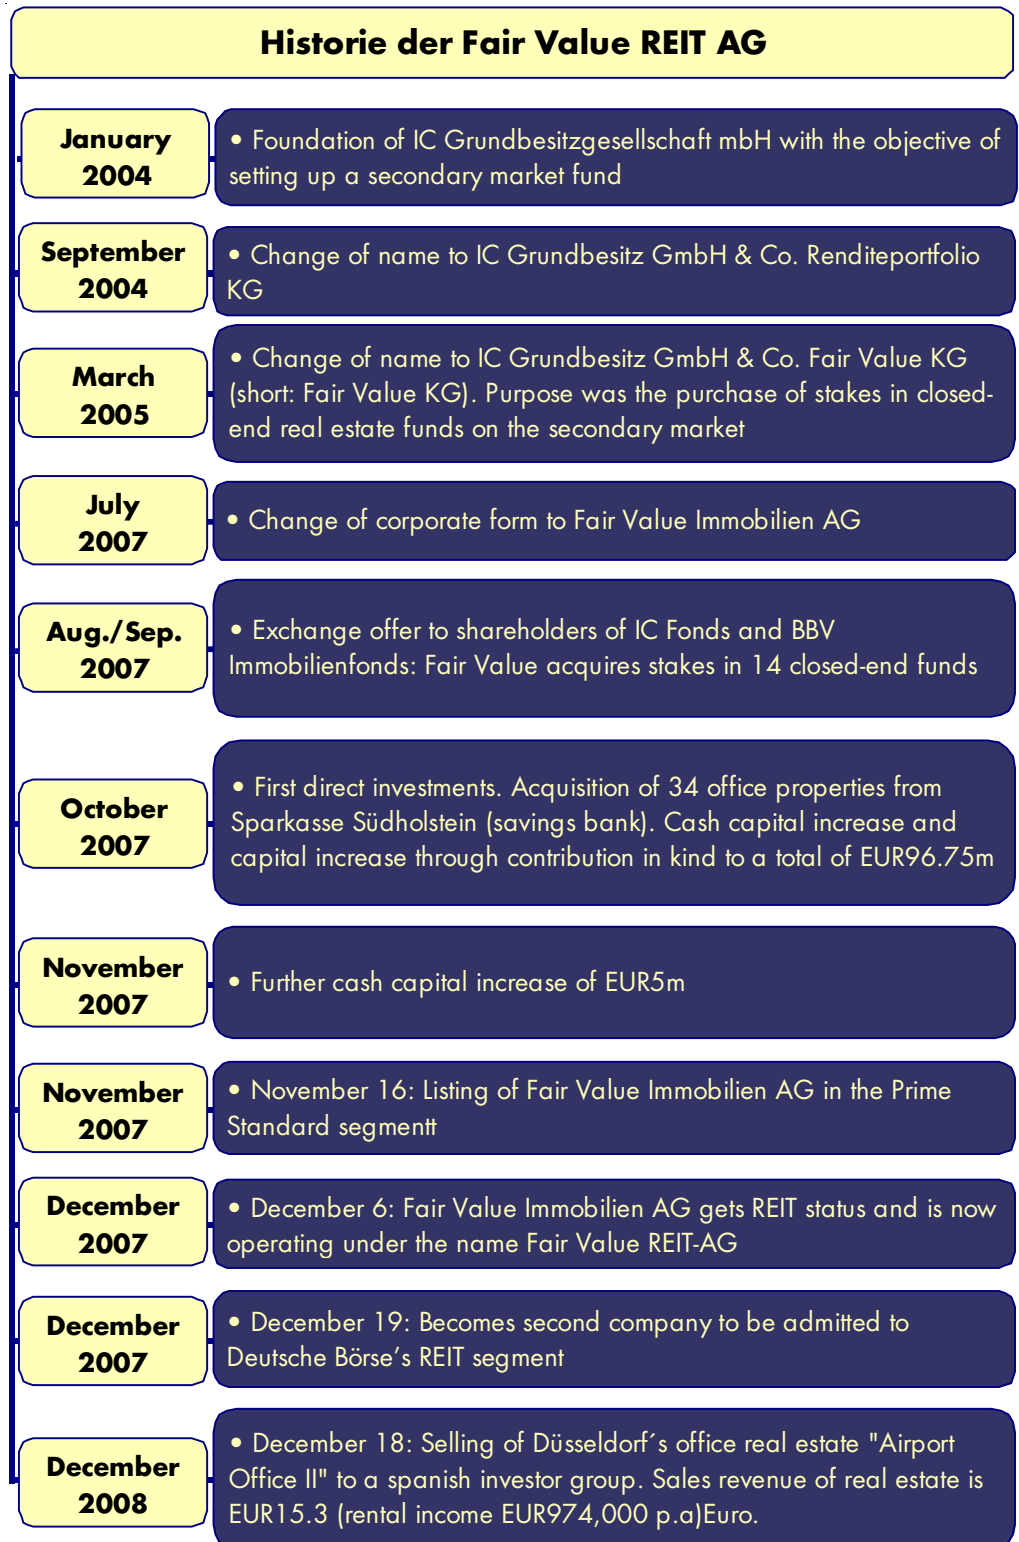 Historie der Fair Value REIT AG
January
2004
• Foundation of IC Grundbesitzgesellschaft mbH with the objective of
setting up a secondary market fund
September
2004
• Change of name to IC Grundbesitz GmbH & Co. Renditeportfolio
KG
March
2005
• Change of name to IC Grundbesitz GmbH & Co. Fair Value KG
(short: Fair Value KG). Purpose was the purchase of stakes in closed-
end real estate funds on the secondary market
July
2007
• Change of corporate form to Fair Value Immobilien AG
Aug./Sep.
2007
• Exchange offer to shareholders of IC Fonds and BBV
Immobilienfonds: Fair Value acquires stakes in 14 closed-end funds
October
2007
• First direct investments. Acquisition of 34 office properties from
Sparkasse Südholstein (savings bank). Cash capital increase and
capital increase through contribution in kind to a total of EUR96.75m
November
2007
• Further cash capital increase of EUR5m
November
2007
• November 16: Listing of Fair Value Immobilien AG in the Prime
Standard segmentt
December
2007
• December 6: Fair Value Immobilien AG gets REIT status and is now
operating under the name Fair Value REIT-AG
December
2007
• December 19: Becomes second company to be admitted to
Deutsche Börse’s REIT segment
December
2008
• December 18: Selling of Düsseldorf´s office real estate "Airport
Office II" to a spanish investor group. Sales revenue of real estate is
EUR15.3 (rental income EUR974,000 p.a)Euro.